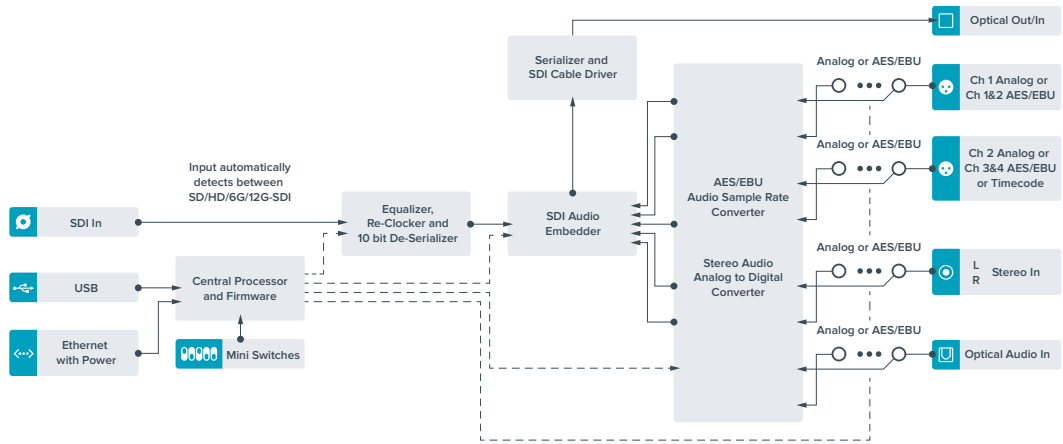 Optical Out/In
Serializer and
SDI Cable Driver
Analog or AES/EBU
Ch 1 Analog or
Ch 1&2 AES/EBU
Analog or AES/EBU
Ch 2 Analog or
Ch 3&4 AES/EBU
or Timecode
Input automatically
detects between
SD/HD/6G/12G-SDI
AES/EBU
Audio Sample Rate
Converter
SDI In
Equalizer,
Re-Clocker and
10 bit De-Serializer
SDI Audio
Embedder
Analog or AES/EBU
Stereo Audio
Analog to Digital
Converter
L
R
Stereo In
USB
Central Processor
and Firmware
Analog or AES/EBU
Ethernet
with Power
Mini Switches
Optical Audio In